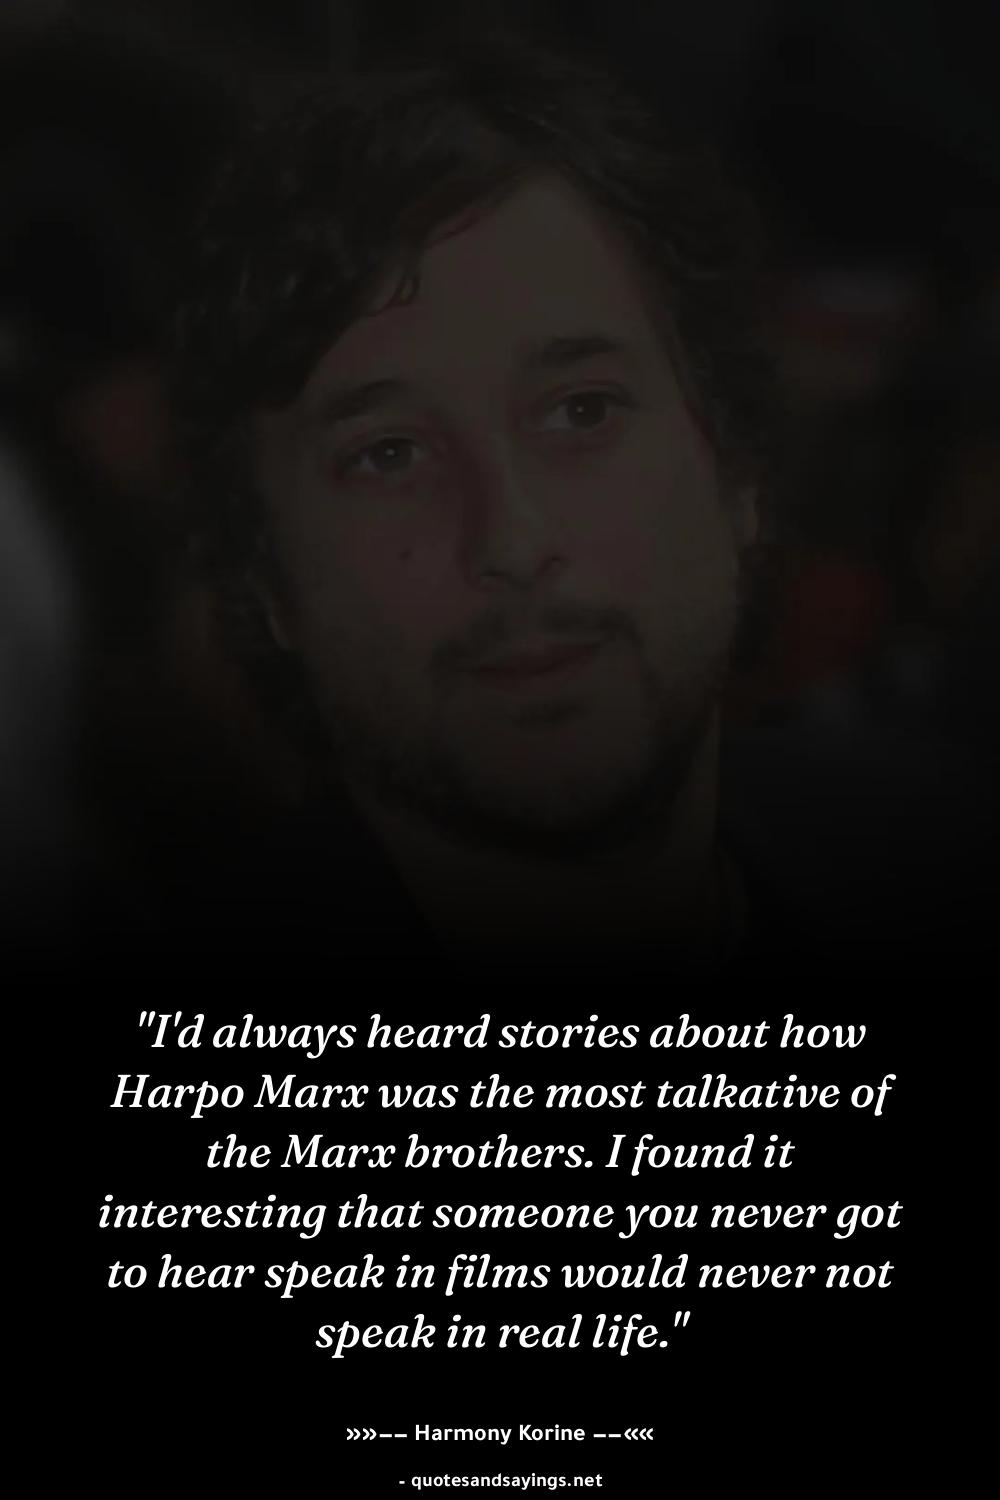 "I'd always heard stories about how
Harpo Marx was the most talkative of
the Marx brothers. I found it
interesting that someone you never got
to hear speak in films would never not
speak in real life."
»»−− Harmony Korine −−««
- quotesandsayings.net